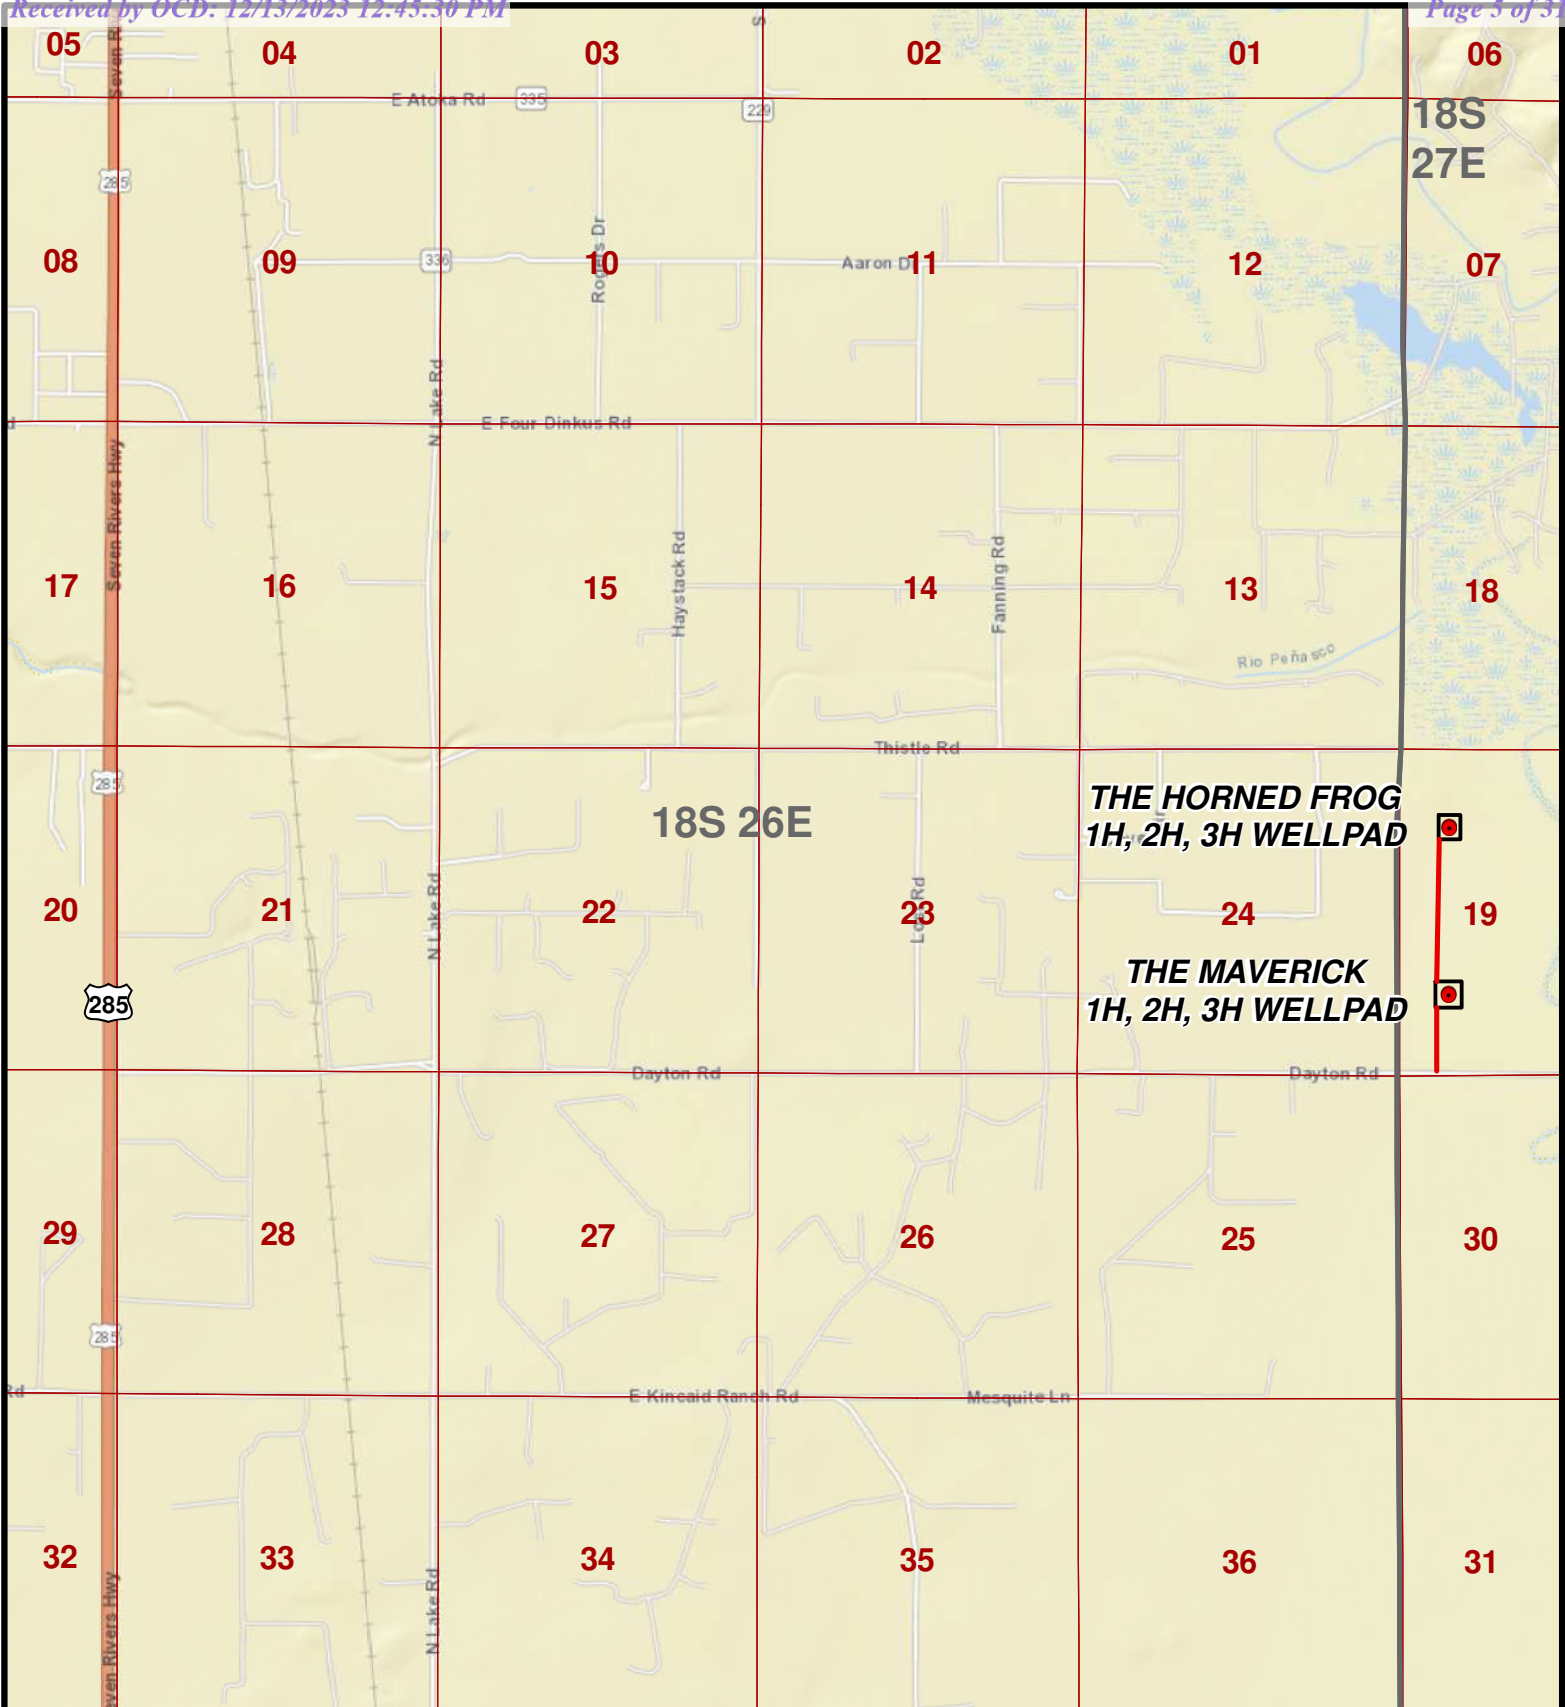 Received by OCD: 12/13/2023 12:45:30 PM
Page 5 of 31
05
04
03
02
01
06
E Atoka Rd
335
229
18S
27E
285
08
09
336
Rogers Dr
10
Aaron Dr
11
12
07
N Lake Rd
E Four Dinkus Rd
Seven Rivers Hwy
17
16
15
Haystack Rd
14
Fanning Rd
13
18
Rio Peñasco
Thistle Rd
285
18S 26E
THE HORNED FROG
1H, 2H, 3H WELLPAD
20
21
N Lake Rd
22
23
24
19
THE MAVERICK
1H, 2H, 3H WELLPAD
285
Dayton Rd
Dayton Rd
29
28
27
26
25
30
285
Rd
E Kincaid Ranch Rd
Mesquite Ln
32
33
34
35
36
31
N Lake Rd
even Rivers Hwy